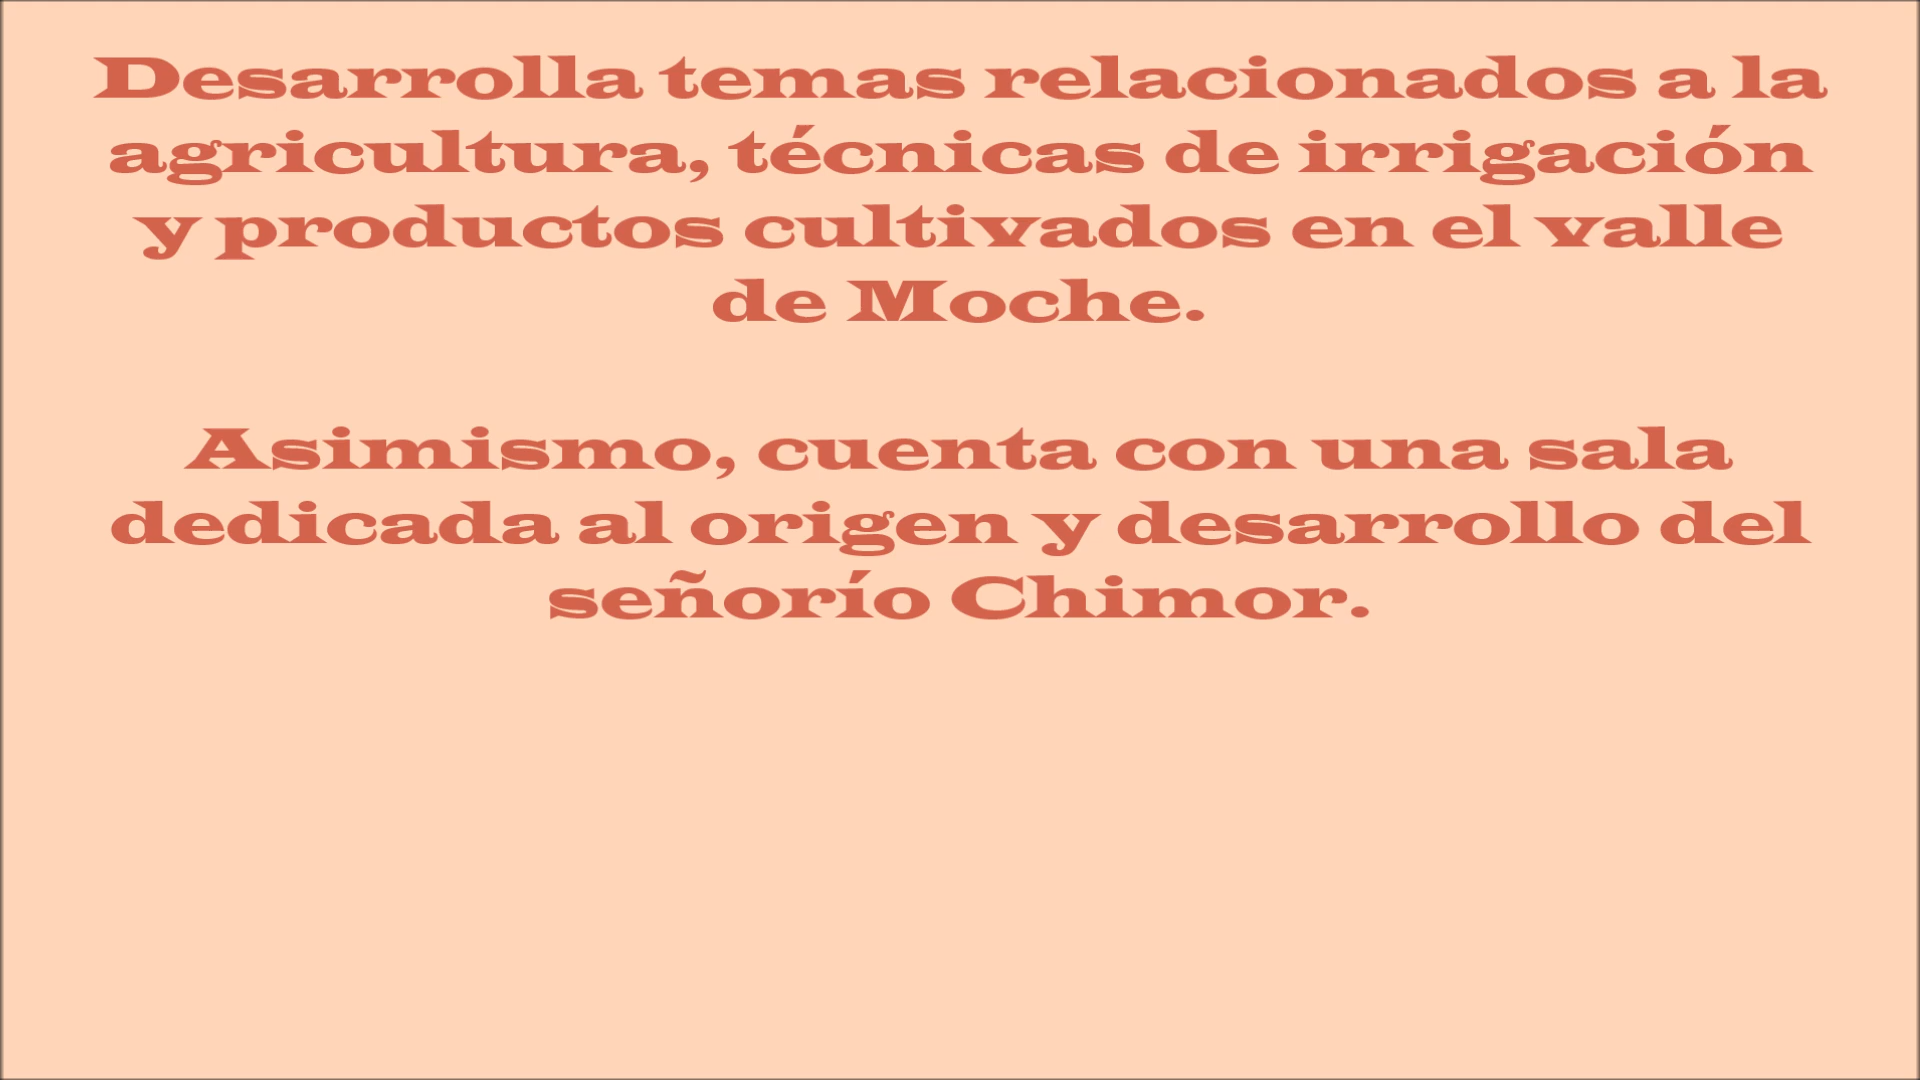 Desarrolla temas relacionados a la
agricultura, técnicas de irrigación
y productos cultivados en el valle
de Moche.
Asimismo, cuenta con una sala
dedicada al origen y desarrollo del
señorío Chimor.